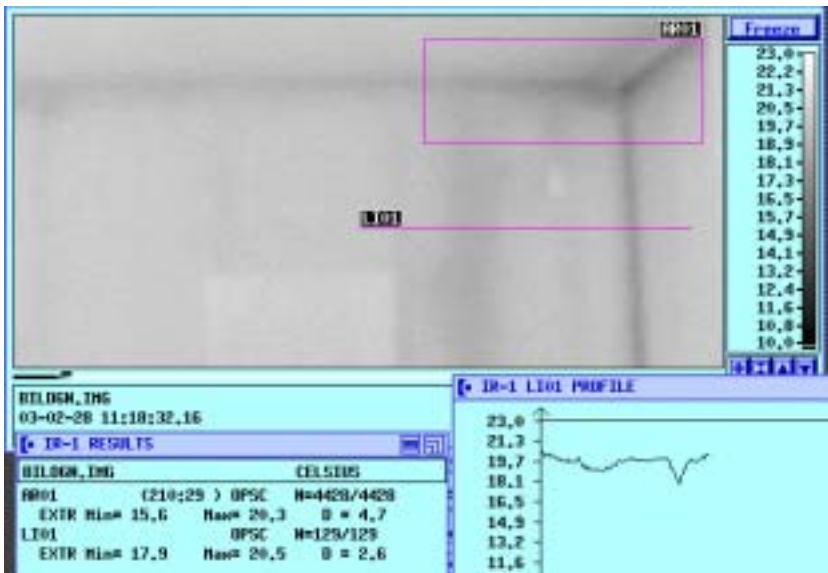 AR01
Freeze
23,0
22,2
21,3
20,5
19,7
18,9
18,1
17,3
16,5
15,7
14,9
14,1
13,2
12,4
11,6
10,8
10,0
LI01
BILDGN.IMG
03-02-28 11:18:32.16
IR-1 RESULTS
BILDGN.IMG CELSIUS
AR01 (210;29 ) OPSC N=4428/4428
EXTR Min= 15,6 Max= 20,3 D = 4,7
LI01 OPSC N=129/129
EXTR Min= 17,9 Max= 20,5 D = 2,6
IR-1 LI01 PROFILE
23,0
21,3
19,7
18,1
16,5
14,9
13,2
11,6